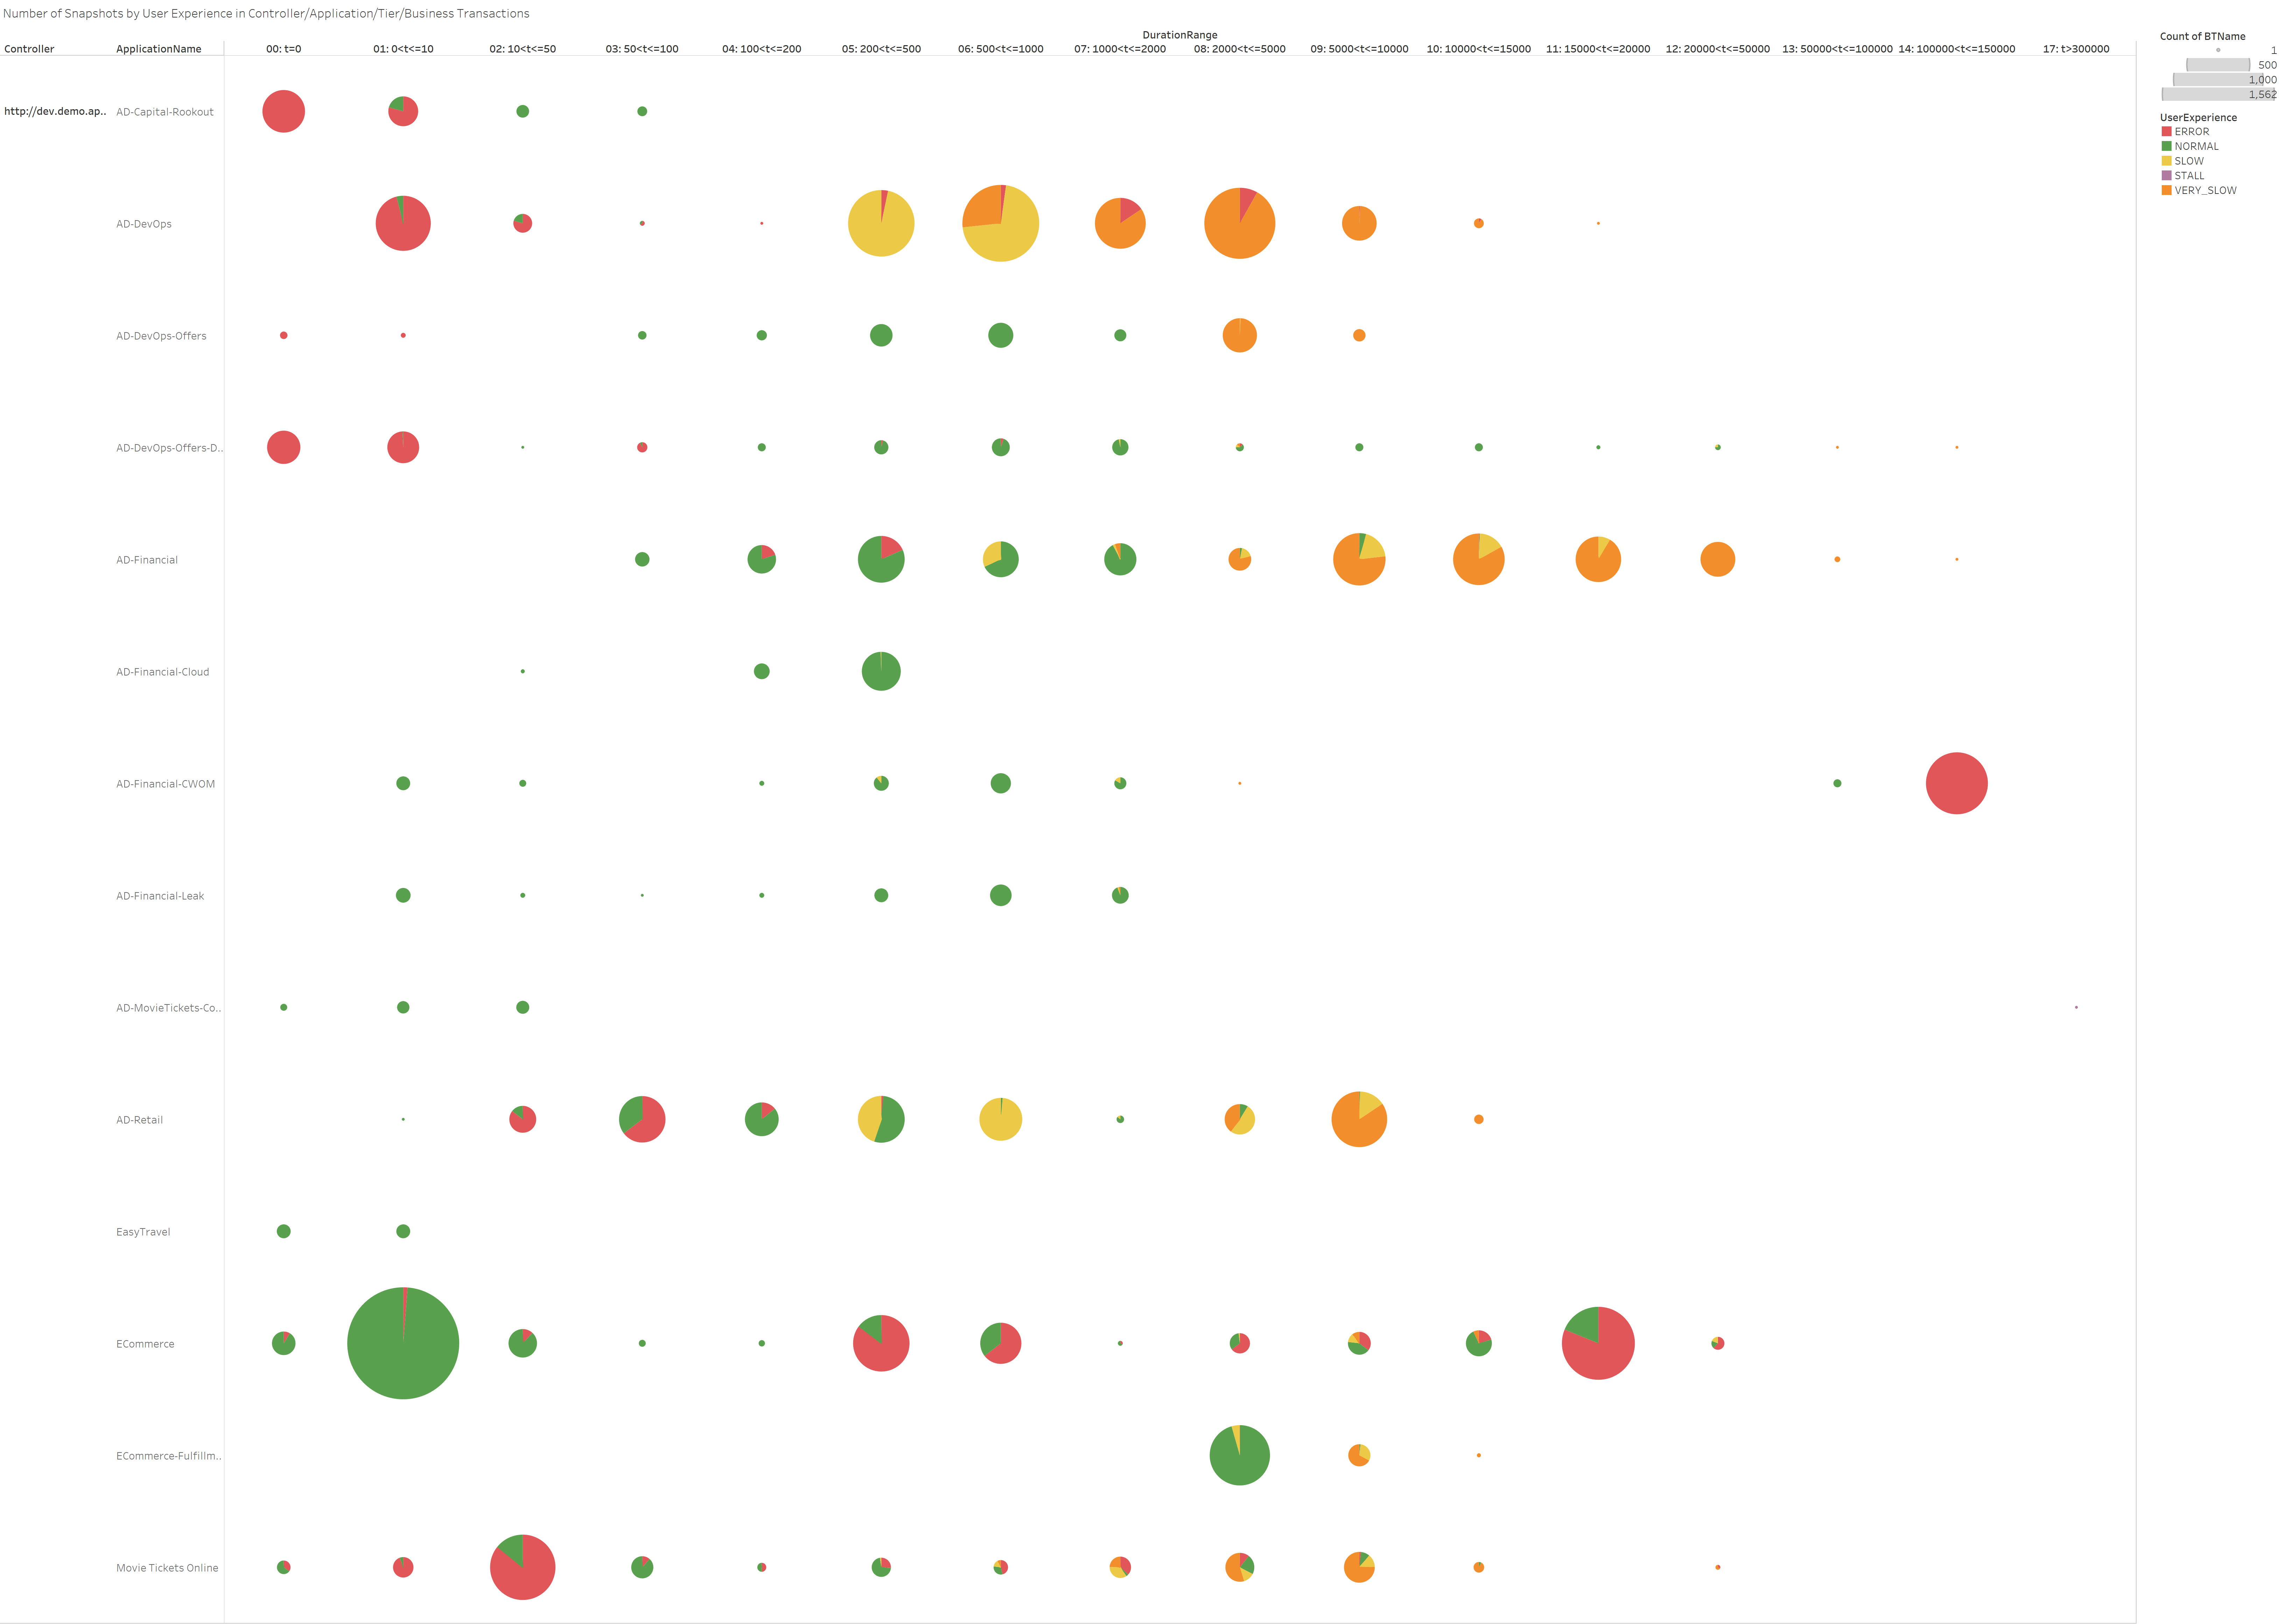 Number of Snapshots by User Experience in Controller/Application/Tier/Business Transactions
DurationRange
Controller ApplicationName 00: t=0 01: 0<t<=10 02: 10<t<=50 03: 50<t<=100 04: 100<t<=200 05: 200<t<=500 06: 500<t<=1000 07: 1000<t<=2000 08: 2000<t<=5000 09: 5000<t<=10000 10: 10000<t<=15000 11: 15000<t<=20000 12: 20000<t<=50000 13: 50000<t<=100000 14: 100000<t<=150000 17: t>300000
http://dev.demo.ap.. AD-Capital-Rookout
AD-DevOps
AD-DevOps-Offers
AD-DevOps-Offers-D..
AD-Financial
AD-Financial-Cloud
AD-Financial-CWOM
AD-Financial-Leak
AD-MovieTickets-Co..
AD-Retail
EasyTravel
ECommerce
ECommerce-Fulfillm..
Movie Tickets Online
Count of BTName
1
500
1,000
1,562
UserExperience
ERROR
NORMAL
SLOW
STALL
VERY_SLOW